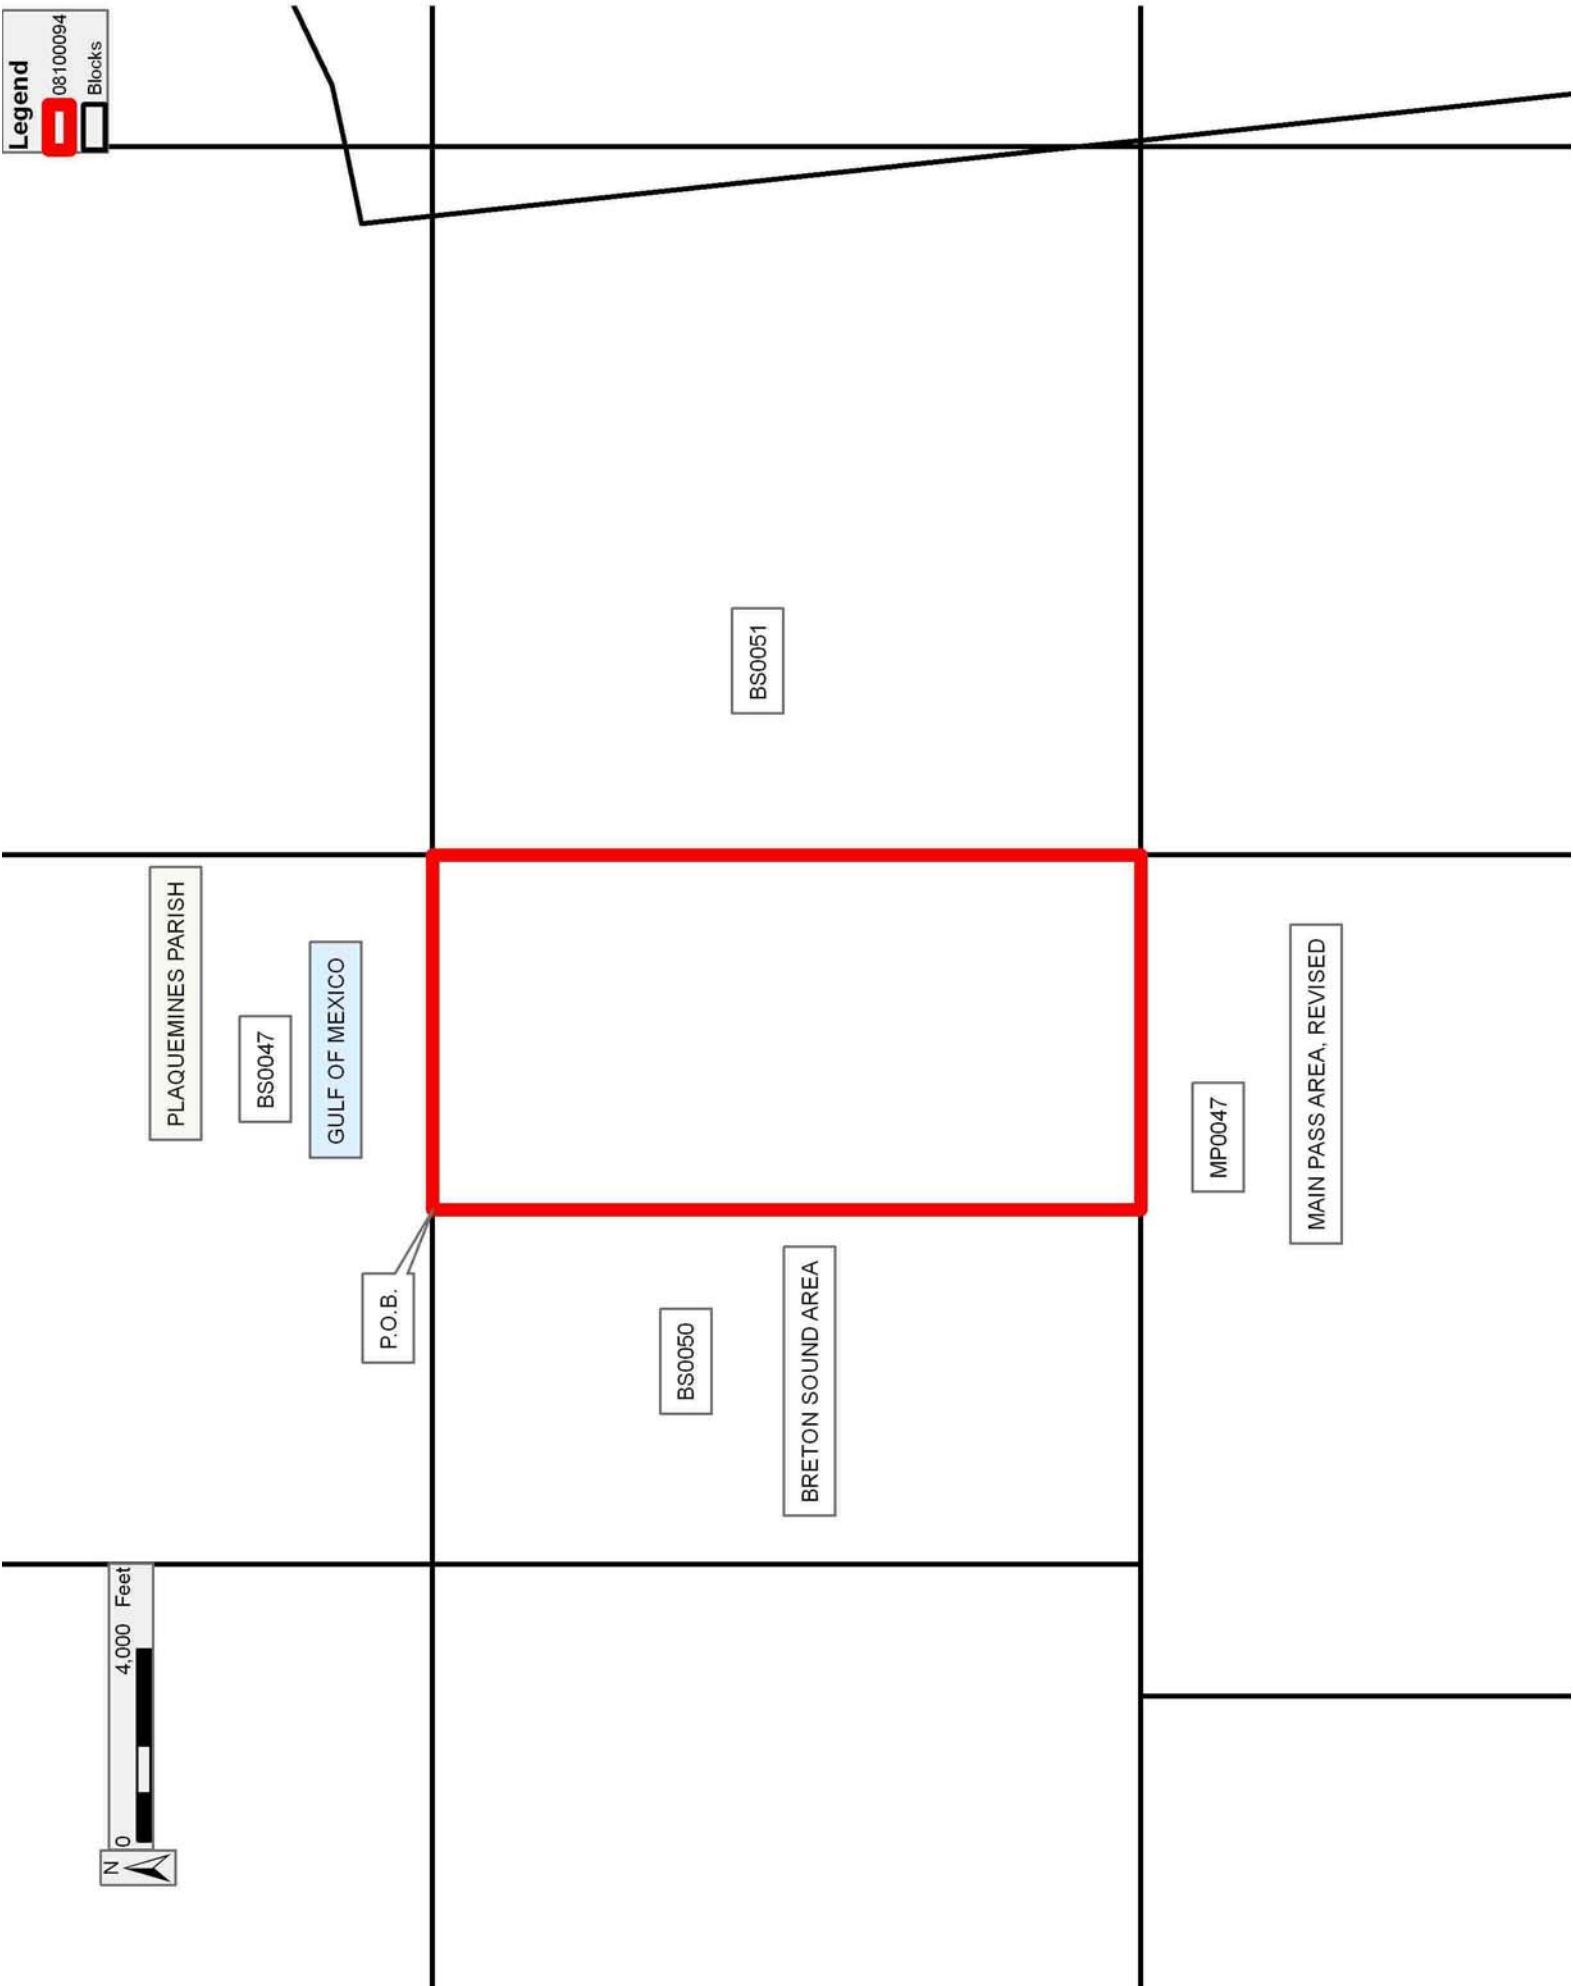 Legend
08100094
Blocks
PLAQUEMINES PARISH
BS0047
GULF OF MEXICO
P.O.B.
BS0050
BRETON SOUND AREA
BS0051
MP0047
MAIN PASS AREA, REVISED
N
0 4,000 Feet